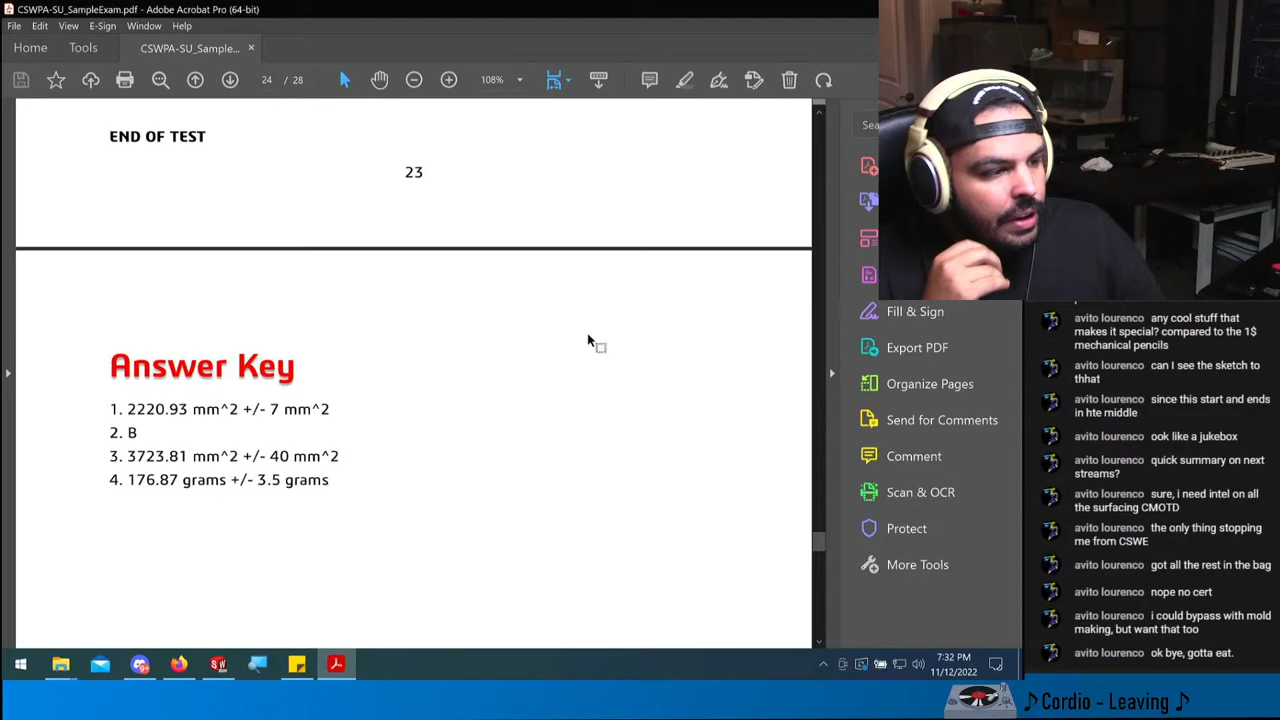 CSWPA-SU_SampleExam.pdf - Adobe Acrobat Pro (64-bit)
File Edit View E-Sign Window Help
Home Tools CSWPA-SU_Sample... ×
24 / 28 108%
END OF TEST
23
Sea
Answer Key
1. 2220.93 mm^2 +/- 7 mm^2
2. B
3. 3723.81 mm^2 +/- 40 mm^2
4. 176.87 grams +/- 3.5 grams
Fill & Sign
Export PDF
Organize Pages
Send for Comments
Comment
Scan & OCR
Protect
More Tools
avito lourenco any cool stuff that
makes it special? compared to the 1$
mechanical pencils
avito lourenco can I see the sketch to
thhat
avito lourenco since this start and ends
in hte middle
avito lourenco ook like a jukebox
avito lourenco quick summary on next
streams?
avito lourenco sure, i need intel on all
the surfacing CMOTD
avito lourenco the only thing stopping
me from CSWE
avito lourenco got all the rest in the bag
avito lourenco nope no cert
avito lourenco i could bypass with mold
making, but want that too
avito lourenco ok bye, gotta eat.
7:32 PM
11/12/2022
♪ Cordio - Leaving ♪